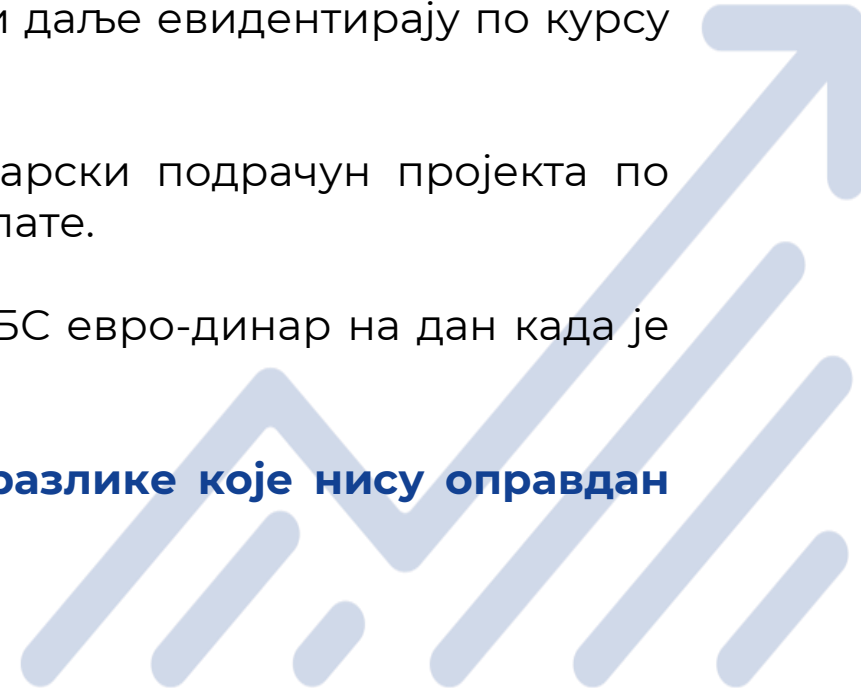 и даље евидентирају по курсу
арски подрачун пројекта по
лате.
БС евро-динар на дан када је
разлике које нису оправдан